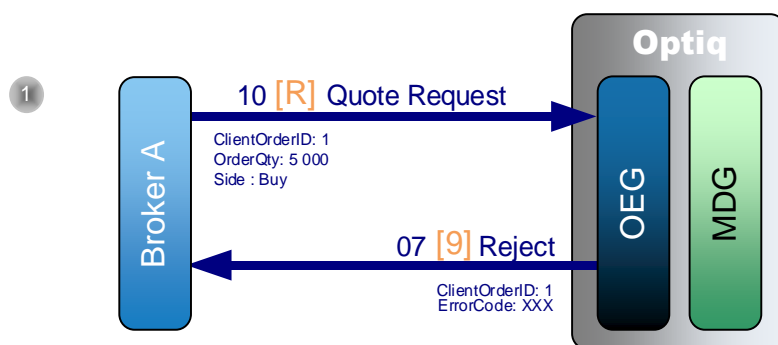 Optiq
1
10 [R] Quote Request
ClientOrderID: 1
OrderQty: 5 000
Side : Buy
Broker A
OEG
MDG
07 [9] Reject
ClientOrderID: 1
ErrorCode: XXX